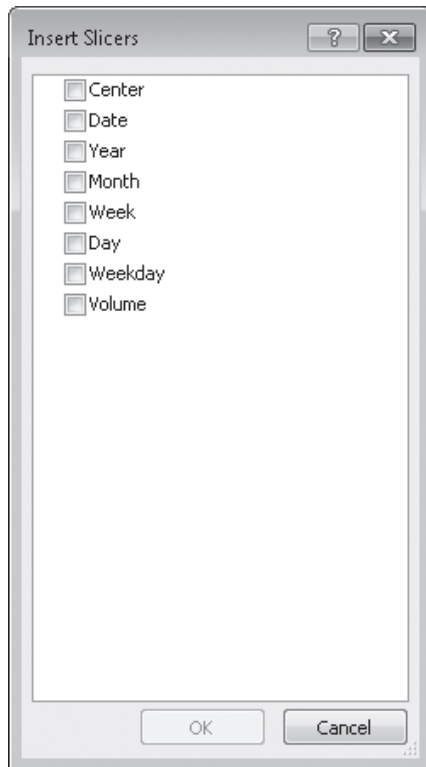 Insert Slicers
?
Center
Date
Year
Month
Week
Day
Weekday
Volume
OK
Cancel